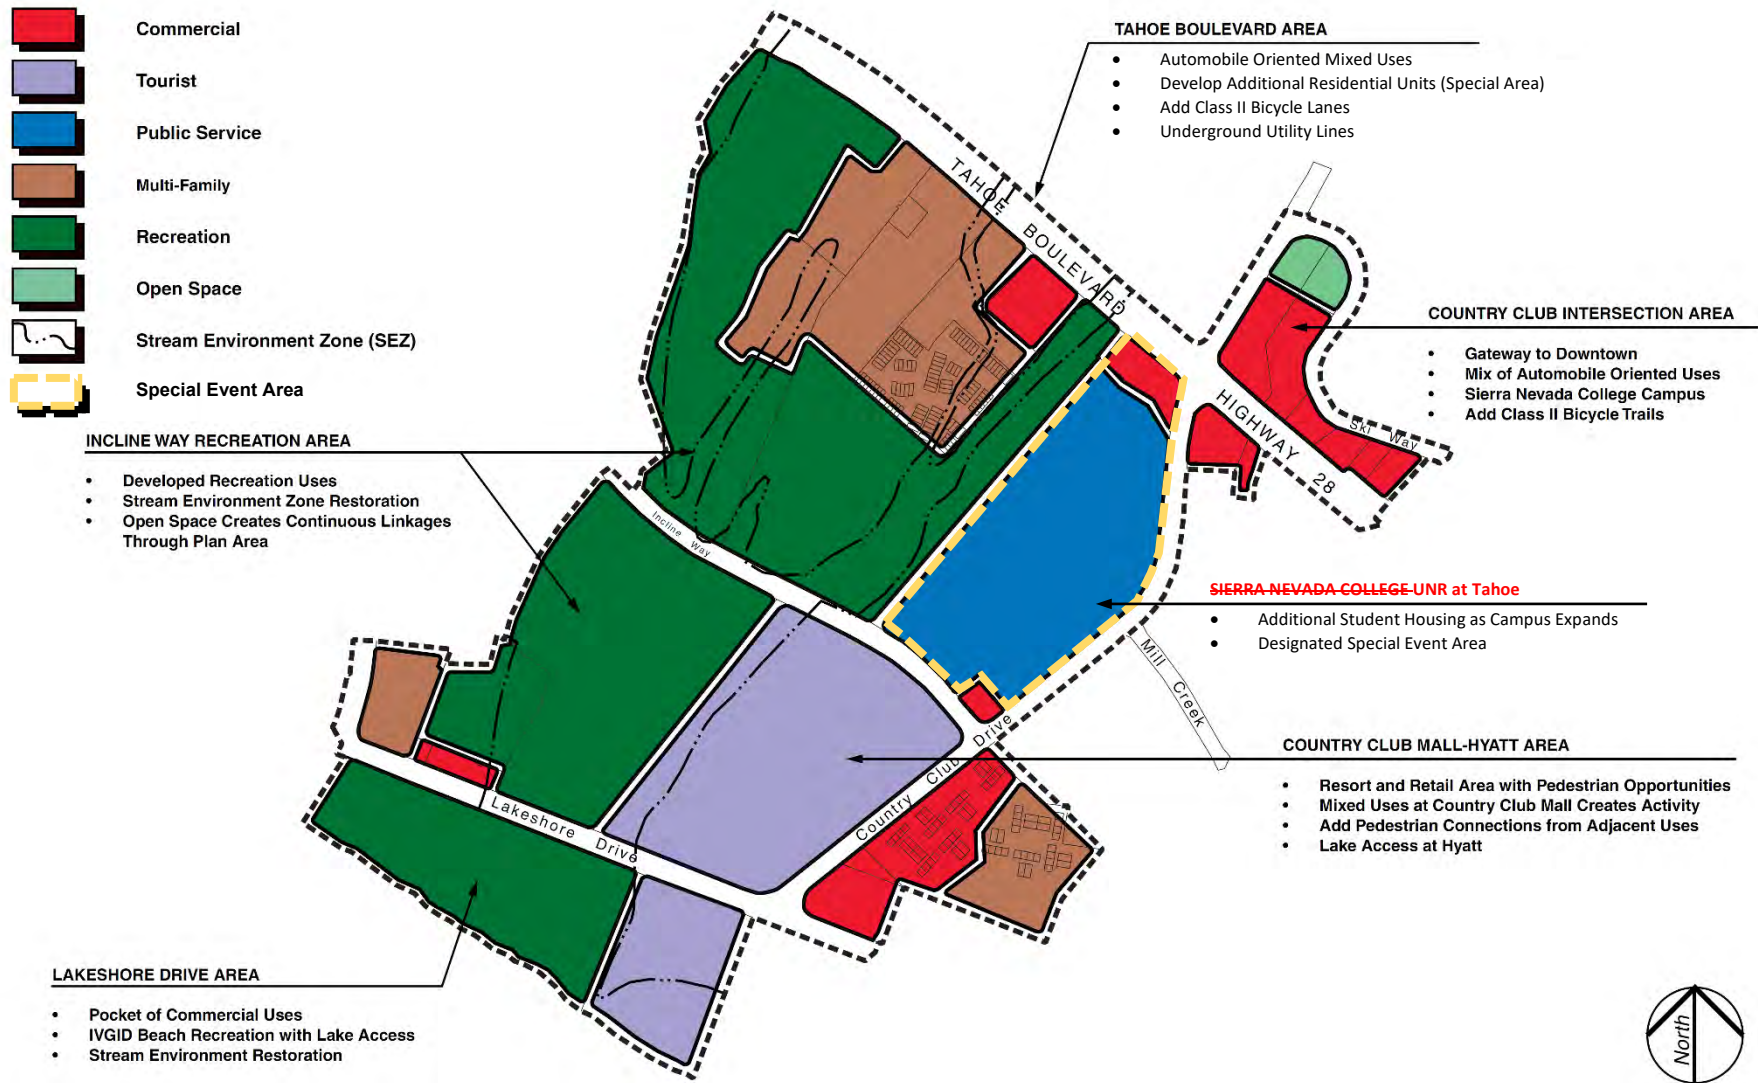 Commercial
Tourist
Public Service
Multi-Family
Recreation
Open Space
Stream Environment Zone (SEZ)
Special Event Area
TAHOE BOULEVARD AREA
• Automobile Oriented Mixed Uses
• Develop Additional Residential Units (Special Area)
• Add Class II Bicycle Lanes
• Underground Utility Lines
TAHOE BOULEVARD
HIGHWAY 28
Ski Way
COUNTRY CLUB INTERSECTION AREA
• Gateway to Downtown
• Mix of Automobile Oriented Uses
• Sierra Nevada College Campus
• Add Class II Bicycle Trails
INCLINE WAY RECREATION AREA
• Developed Recreation Uses
• Stream Environment Zone Restoration
• Open Space Creates Continuous Linkages
Through Plan Area
Incline Way
SIERRA NEVADA COLLEGE UNR at Tahoe
• Additional Student Housing as Campus Expands
• Designated Special Event Area
Mill Creek
Country Club Drive
Lakeshore Drive
COUNTRY CLUB MALL-HYATT AREA
• Resort and Retail Area with Pedestrian Opportunities
• Mixed Uses at Country Club Mall Creates Activity
• Add Pedestrian Connections from Adjacent Uses
• Lake Access at Hyatt
LAKESHORE DRIVE AREA
• Pocket of Commercial Uses
• IVGID Beach Recreation with Lake Access
• Stream Environment Restoration
North